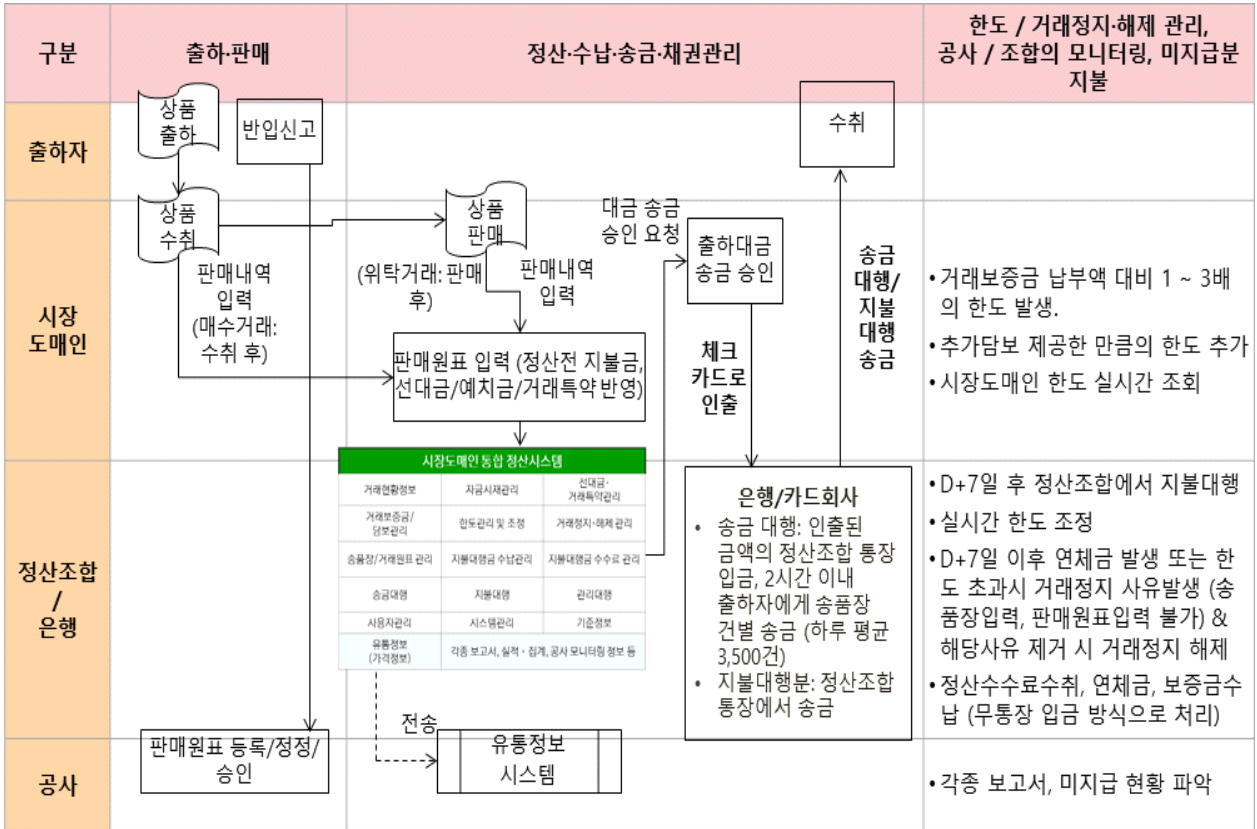 구분
출하·판매
정산·수납·송금·채권관리
한도 / 거래정지·해제 관리,
공사 / 조합의 모니터링, 미지급분
지불
출하자
상품
출하
반입신고
수취
시장
도매인
상품
수취
판매내역
입력
(매수거래:
수취 후)
상품
판매
(위탁거래: 판매
후)
판매내역
입력
대금 송금
승인 요청
출하대금
송금 승인
송금
대행/
지불
대행
송금
체크
카드로
인출
판매원표 입력 (정산전 지불금,
선대금/예치금/거래특약 반영)
•거래보증금 납부액 대비 1 ~ 3배
의 한도 발생.
•추가담보 제공한 만큼의 한도 추가
•시장도매인 한도 실시간 조회
정산조합
/
은행
시장도매인 통합 정산시스템
거래현황정보
자금시재관리
선대금·
거래특약관리
거래보증금/
담보관리
한도관리 및 조정
거래정지·해제 관리
송품장/거래원표 관리
지불대행금 수납관리
지불대행금 수수료 관리
송금대행
지불대행
관리대행
사용자관리
시스템관리
기준정보
유통정보
(가격정보)
각종 보고서, 실적·집계, 공사 모니터링 정보 등
은행/카드회사
• 송금 대행: 인출된
금액의 정산조합 통장
입금, 2시간 이내
출하자에게 송품장
건별 송금 (하루 평균
3,500건)
• 지불대행분: 정산조합
통장에서 송금
•D+7일 후 정산조합에서 지불대행
•실시간 한도 조정
•D+7일 이후 연체금 발생 또는 한
도 초과시 거래정지 사유발생 (송
품장입력, 판매원표입력 불가) &
해당사유 제거 시 거래정지 해제
•정산수수료수취, 연체금, 보증금수
납 (무통장 입금 방식으로 처리)
공사
판매원표 등록/정정/
승인
전송
유통정보
시스템
•각종 보고서, 미지급 현황 파악